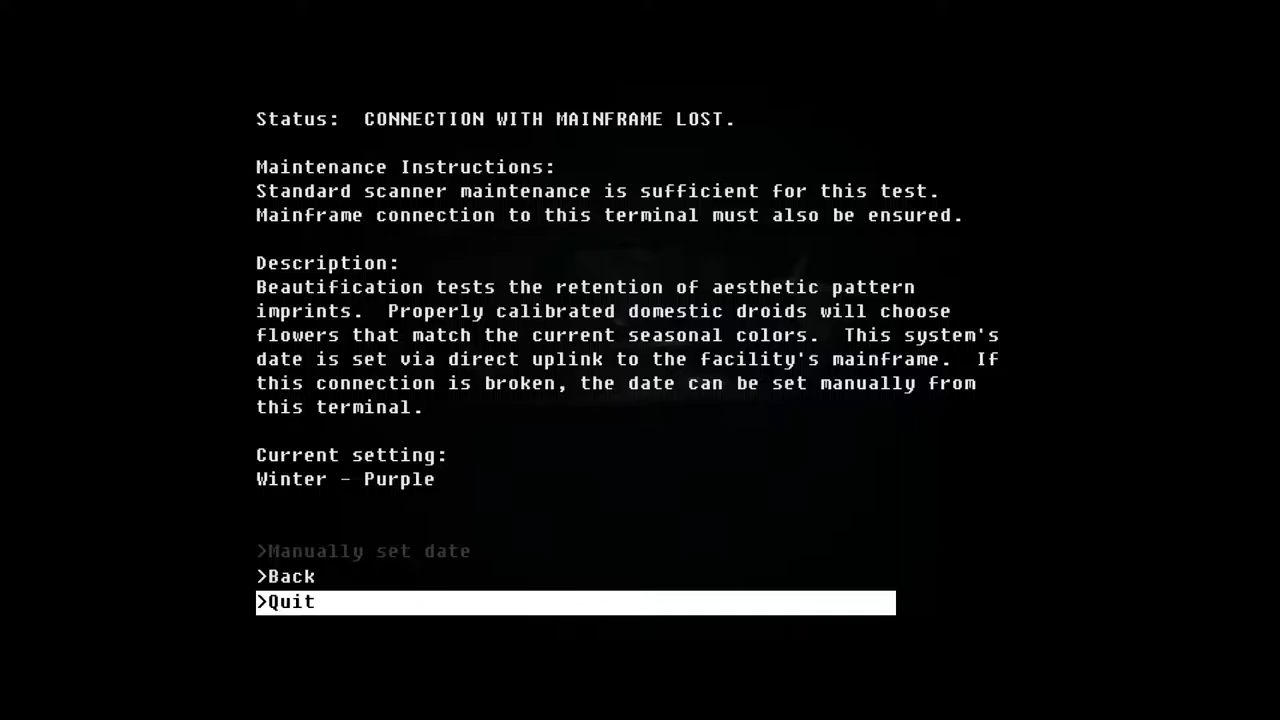 Status:  CONNECTION WITH MAINFRAME LOST.
Maintenance Instructions:
Standard scanner maintenance is sufficient for this test.
Mainframe connection to this terminal must also be ensured.
Description:
Beautification tests the retention of aesthetic pattern
imprints.  Properly calibrated domestic droids will choose
flowers that match the current seasonal colors.  This system's
date is set via direct uplink to the facility's mainframe.  If
this connection is broken, the date can be set manually from
this terminal.
Current setting:
Winter - Purple
>Manually set date
>Back
>Quit